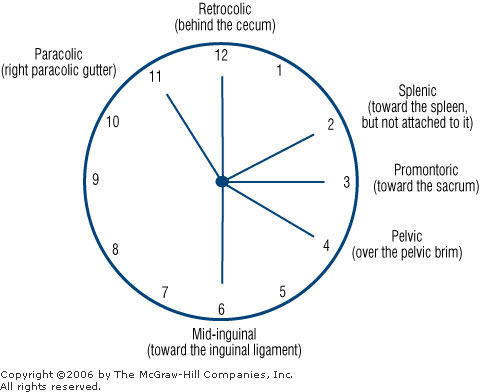 Retrocolic
(behind the cecum)
Paracolic
(right paracolic gutter)
12
11
1
10
2
Splenic
(toward the spleen,
but not attached to it)
9
3
Promontoric
(toward the sacrum)
8
4
Pelvic
(over the pelvic brim)
7
5
6
Mid-inguinal
(toward the inguinal ligament)
Copyright ©2006 by The McGraw-Hill Companies, Inc.
All rights reserved.